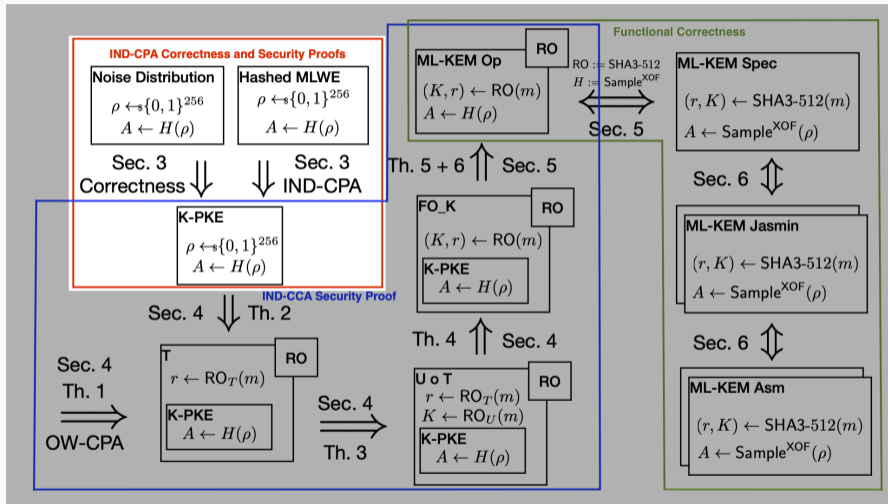 IND-CPA Correctness and Security Proofs
Noise Distribution
ρ ←$ {0, 1}^256
A ← H(ρ)
Hashed MLWE
ρ ←$ {0, 1}^256
A ← H(ρ)
Sec. 3
Correctness
Sec. 3
IND-CPA
K-PKE
ρ ←$ {0, 1}^256
A ← H(ρ)
IND-CCA Security Proof
Sec. 4
Th. 2
Sec. 4
Th. 1
OW-CPA
T
RO
r ← RO_T(m)
K-PKE
A ← H(ρ)
Sec. 4
Th. 3
U o T
RO
r ← RO_T(m)
K ← RO_U(m)
K-PKE
A ← H(ρ)
Th. 4
Sec. 4
FO_K
RO
(K, r) ← RO(m)
K-PKE
A ← H(ρ)
Th. 5 + 6
Sec. 5
ML-KEM Op
RO
(K, r) ← RO(m)
A ← H(ρ)
Functional Correctness
RO := SHA3-512
H := Sample^XOF
Sec. 5
ML-KEM Spec
(r, K) ← SHA3-512(m)
A ← Sample^XOF(ρ)
Sec. 6
ML-KEM Jasmin
(r, K) ← SHA3-512(m)
A ← Sample^XOF(ρ)
Sec. 6
ML-KEM Asm
(r, K) ← SHA3-512(m)
A ← Sample^XOF(ρ)